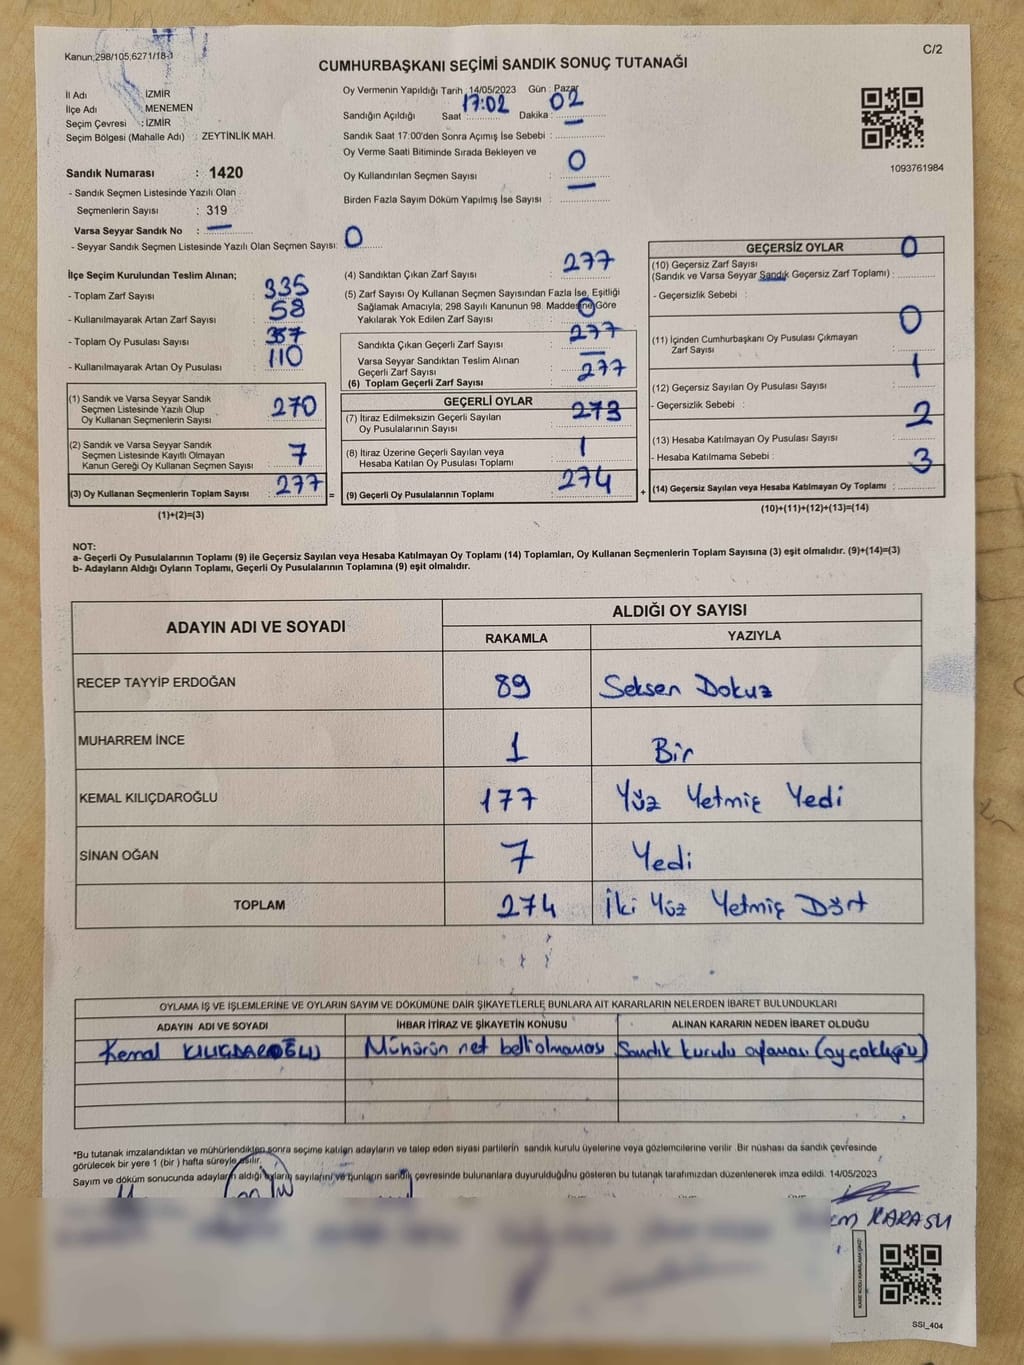 Kanun:298/105,6271/18-3
C/2
CUMHURBAŞKANI SEÇİMİ SANDIK SONUÇ TUTANAĞI
İl Adı : İZMİR
İlçe Adı : MENEMEN
Seçim Çevresi : İZMİR
Seçim Bölgesi (Mahalle Adı) : ZEYTİNLİK MAH.
Sandık Numarası : 1420
- Sandık Seçmen Listesinde Yazılı Olan
Seçmenlerin Sayısı : 319
Varsa Seyyar Sandık No : —
- Seyyar Sandık Seçmen Listesinde Yazılı Olan Seçmen Sayısı: 0
Oy Vermenin Yapıldığı Tarih :14/05/2023 Gün : Pazar
Sandığın Açıldığı Saat 17:02 Dakika : 02
Sandık Saat 17:00'den Sonra Açımış İse Sebebi :
Oy Verme Saati Bitiminde Sırada Bekleyen ve
Oy Kullandırılan Seçmen Sayısı : 0
Birden Fazla Sayım Döküm Yapılmış İse Sayısı : —
1093761984
İlçe Seçim Kurulundan Teslim Alınan;
- Toplam Zarf Sayısı : 335
- Kullanılmayarak Artan Zarf Sayısı : 58
- Toplam Oy Pusulası Sayısı :
- Kullanılmayarak Artan Oy Pusulası : 110
(1) Sandık ve Varsa Seyyar Sandık
Seçmen Listesinde Yazılı Olup
Oy Kullanan Seçmenlerin Sayısı : 270
(2) Sandık ve Varsa Seyyar Sandık
Seçmen Listesinde Kayıtlı Olmayan
Kanun Gereği Oy Kullanan Seçmen Sayısı : 7
(3) Oy Kullanan Seçmenlerin Toplam Sayısı : 277
(1)+(2)=(3)
(4) Sandıktan Çıkan Zarf Sayısı : 277
(5) Zarf Sayısı Oy Kullanan Seçmen Sayısından Fazla İse, Eşitliği
Sağlamak Amacıyla; 298 Sayılı Kanunun 98. Maddesine Göre
Yakılarak Yok Edilen Zarf Sayısı : 0
Sandıkta Çıkan Geçerli Zarf Sayısı : 277
Varsa Seyyar Sandıktan Teslim Alınan
Geçerli Zarf Sayısı : —
(6) Toplam Geçerli Zarf Sayısı : 277
GEÇERLİ OYLAR
(7) İtiraz Edilmeksizin Geçerli Sayılan
Oy Pusulalarının Sayısı : 273
(8) İtiraz Üzerine Geçerli Sayılan veya
Hesaba Katılan Oy Pusulası Toplamı : 1
= (9) Geçerli Oy Pusulalarının Toplamı : 274
GEÇERSİZ OYLAR
(10) Geçersiz Zarf Sayısı
(Sandık ve Varsa Seyyar Sandık Geçersiz Zarf Toplamı) : 0
- Geçersizlik Sebebi :
(11) İçinden Cumhurbaşkanı Oy Pusulası Çıkmayan
Zarf Sayısı : 0
(12) Geçersiz Sayılan Oy Pusulası Sayısı : 1
- Geçersizlik Sebebi :
(13) Hesaba Katılmayan Oy Pusulası Sayısı : 2
- Hesaba Katılmama Sebebi :
+ (14) Geçersiz Sayılan veya Hesaba Katılmayan Oy Toplamı : 3
(10)+(11)+(12)+(13)=(14)
NOT:
a- Geçerli Oy Pusulalarının Toplamı (9) ile Geçersiz Sayılan veya Hesaba Katılmayan Oy Toplamı (14) Toplamları, Oy Kullanan Seçmenlerin Toplam Sayısına (3) eşit olmalıdır. (9)+(14)=(3)
b- Adayların Aldığı Oyların Toplamı, Geçerli Oy Pusulalarının Toplamına (9) eşit olmalıdır.
ADAYIN ADI VE SOYADI
ALDIĞI OY SAYISI
RAKAMLA YAZIYLA
RECEP TAYYİP ERDOĞAN 89 Seksen Dokuz
MUHARREM İNCE 1 Bir
KEMAL KILIÇDAROĞLU 177 Yüz Yetmiş Yedi
SİNAN OĞAN 7 Yedi
TOPLAM 274 İki Yüz Yetmiş Dört
OYLAMA İŞ VE İŞLEMLERİNE VE OYLARIN SAYIM VE DÖKÜMÜNE DAİR ŞİKAYETLERLE BUNLARA AİT KARARLARIN NELERDEN İBARET BULUNDUKLARI
ADAYIN ADI VE SOYADI İHBAR İTİRAZ VE ŞİKAYETİN KONUSU ALINAN KARARIN NEDEN İBARET OLDUĞU
Kemal KILIÇDAROĞLU Mühürün net belli olmaması Sandık kurulu oylaması (oy çokluğu)
*Bu tutanak imzalandıktan ve mühürlendikten sonra seçime katılan adayların ve talep eden siyasi partilerin sandık kurulu üyelerine veya gözlemcilerine verilir. Bir nüshası da sandık çevresinde
görülecek bir yere 1 (bir) hafta süreyle asılır.
Sayım ve döküm sonucunda adayların aldığı oyların sayılarını ve bunların sandık çevresinde bulunanlara duyurulduğunu gösteren bu tutanak tarafımızdan düzenlenerek imza edildi. 14/05/2023
KARASU
SSI_404